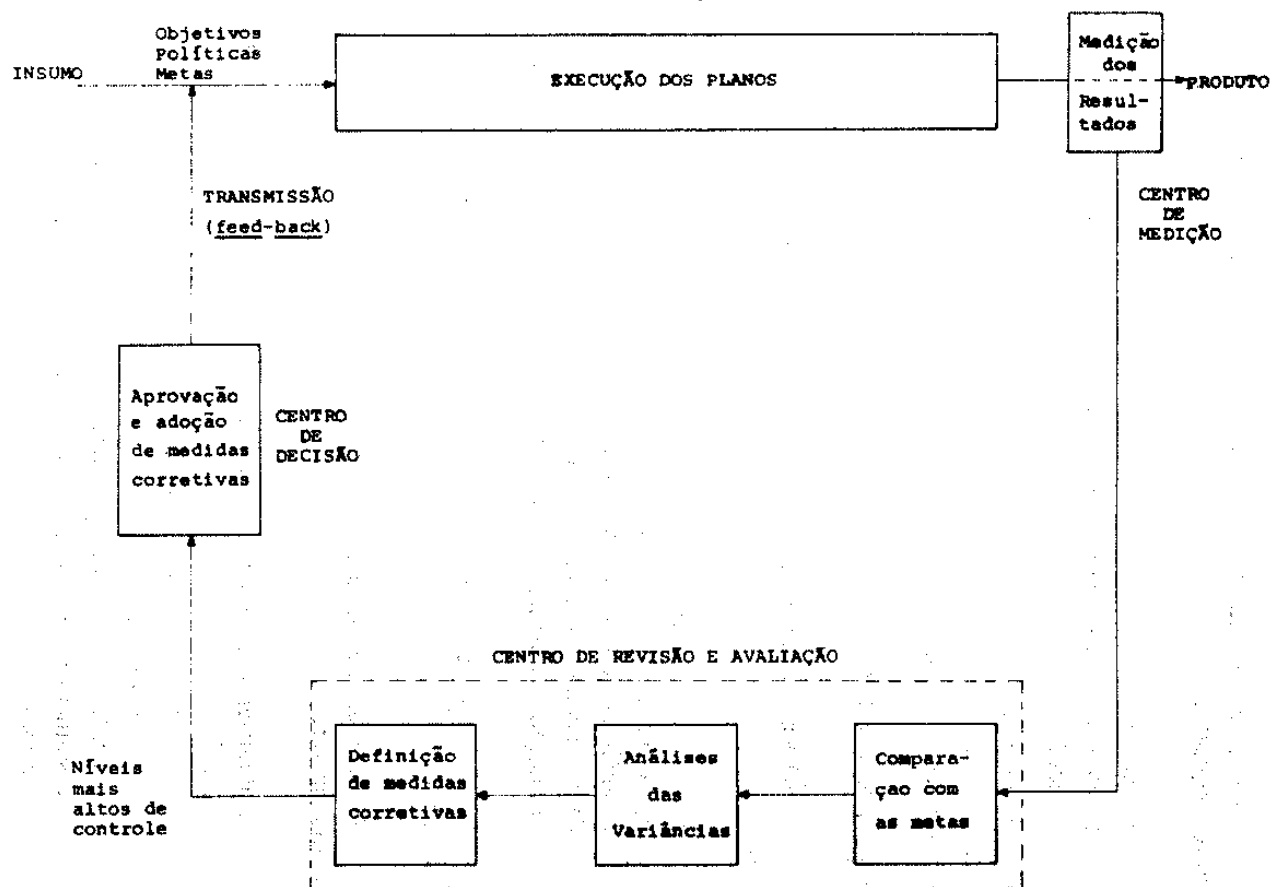 Objetivos
Políticas
Metas
INSUMO
EXECUÇÃO DOS PLANOS
Medição
dos
Resul-
tados
PRODUTO
TRANSMISSÃO
(feed-back)
CENTRO
DE
MEDIÇÃO
Aprovação
e adoção
de medidas
corretivas
CENTRO
DE
DECISÃO
CENTRO DE REVISÃO E AVALIAÇÃO
Níveis
mais
altos de
controle
Definição
de medidas
corretivas
Análises
das
Variâncias
Compara-
çao com
as metas